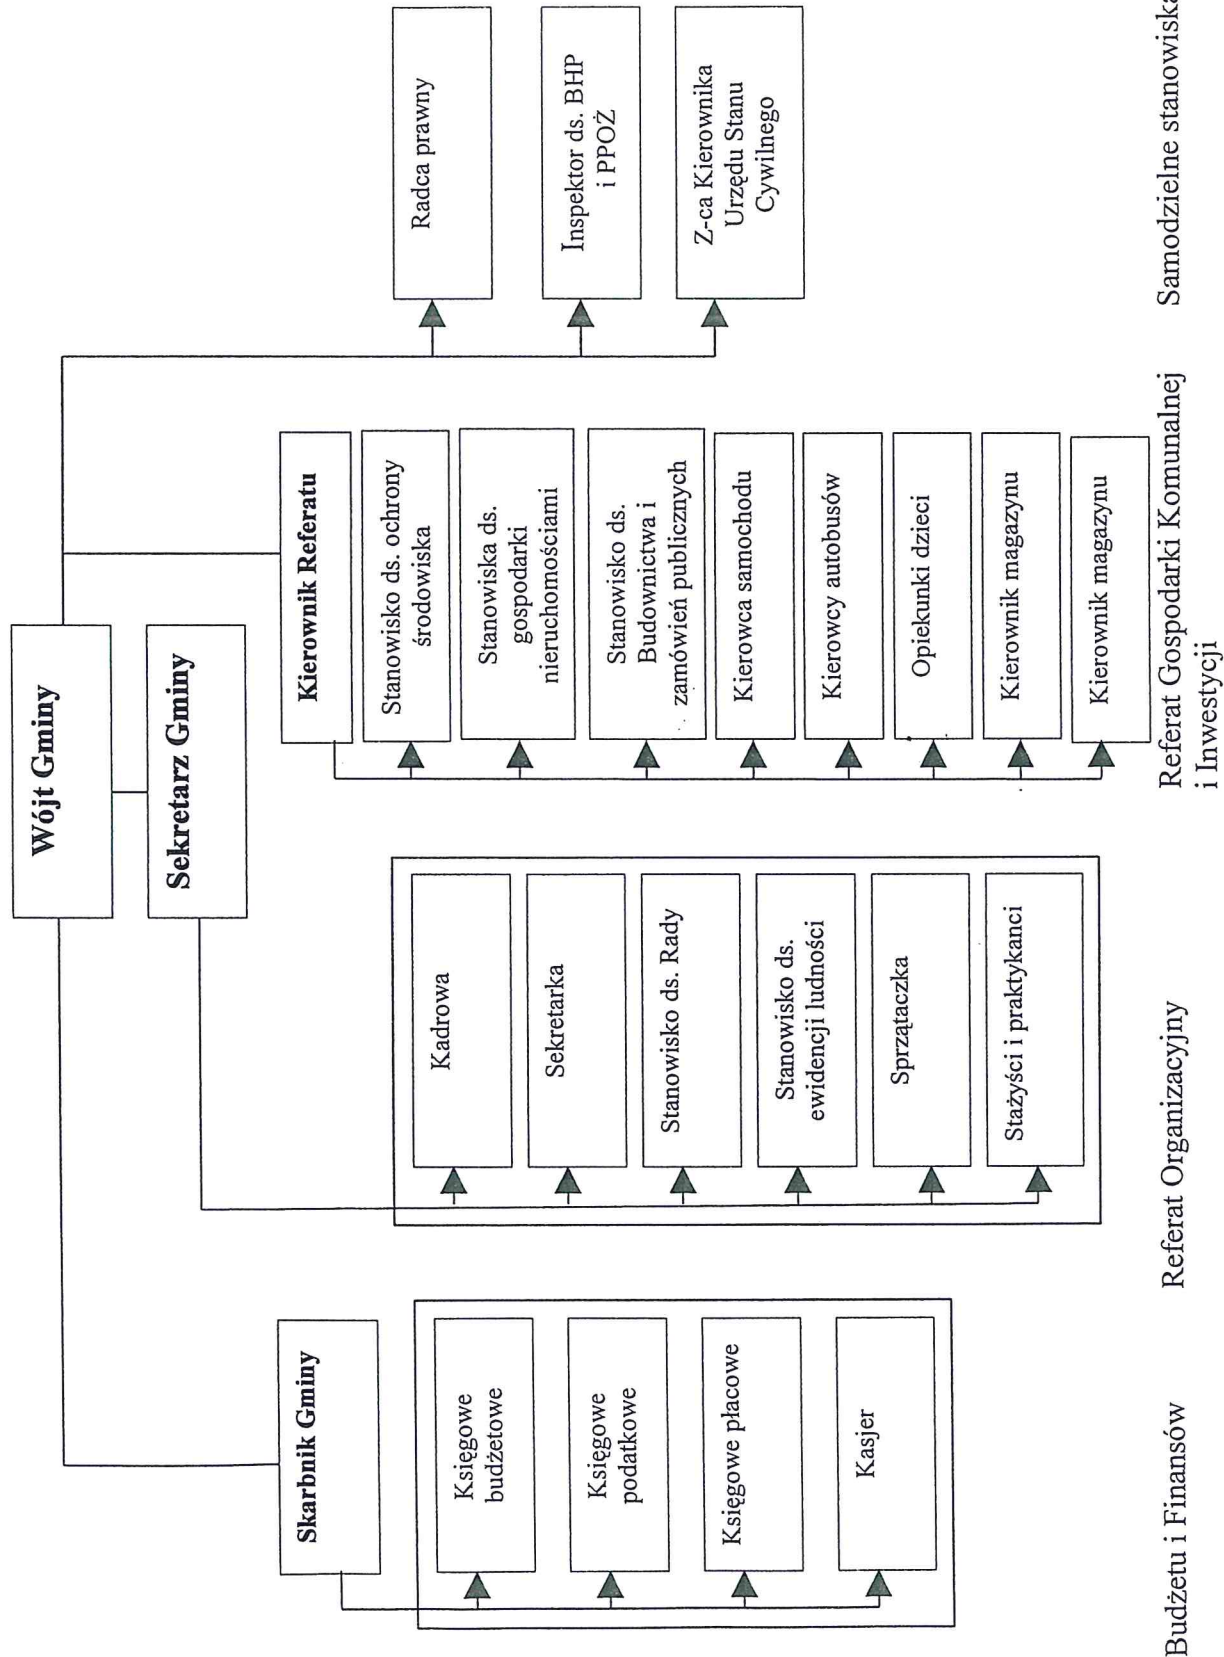 Wójt Gminy
Sekretarz Gminy
Skarbnik Gminy
Księgowe
budżetowe
Księgowe
podatkowe
Księgowe płacowe
Kasjer
Budżetu i Finansów
Kadrowa
Sekretarka
Stanowisko ds. Rady
Stanowisko ds.
ewidencji ludności
Sprzątaczka
Stażyści i praktykanci
Referat Organizacyjny
Kierownik Referatu
Stanowisko ds. ochrony
środowiska
Stanowiska ds.
gospodarki
nieruchomościami
Stanowisko ds.
Budownictwa i
zamówień publicznych
Kierowca samochodu
Kierowcy autobusów
Opiekunki dzieci
Kierownik magazynu
Kierownik magazynu
Referat Gospodarki Komunalnej
i Inwestycji
Radca prawny
Inspektor ds. BHP
i PPOŻ
Z-ca Kierownika
Urzędu Stanu
Cywilnego
Samodzielne stanowiska